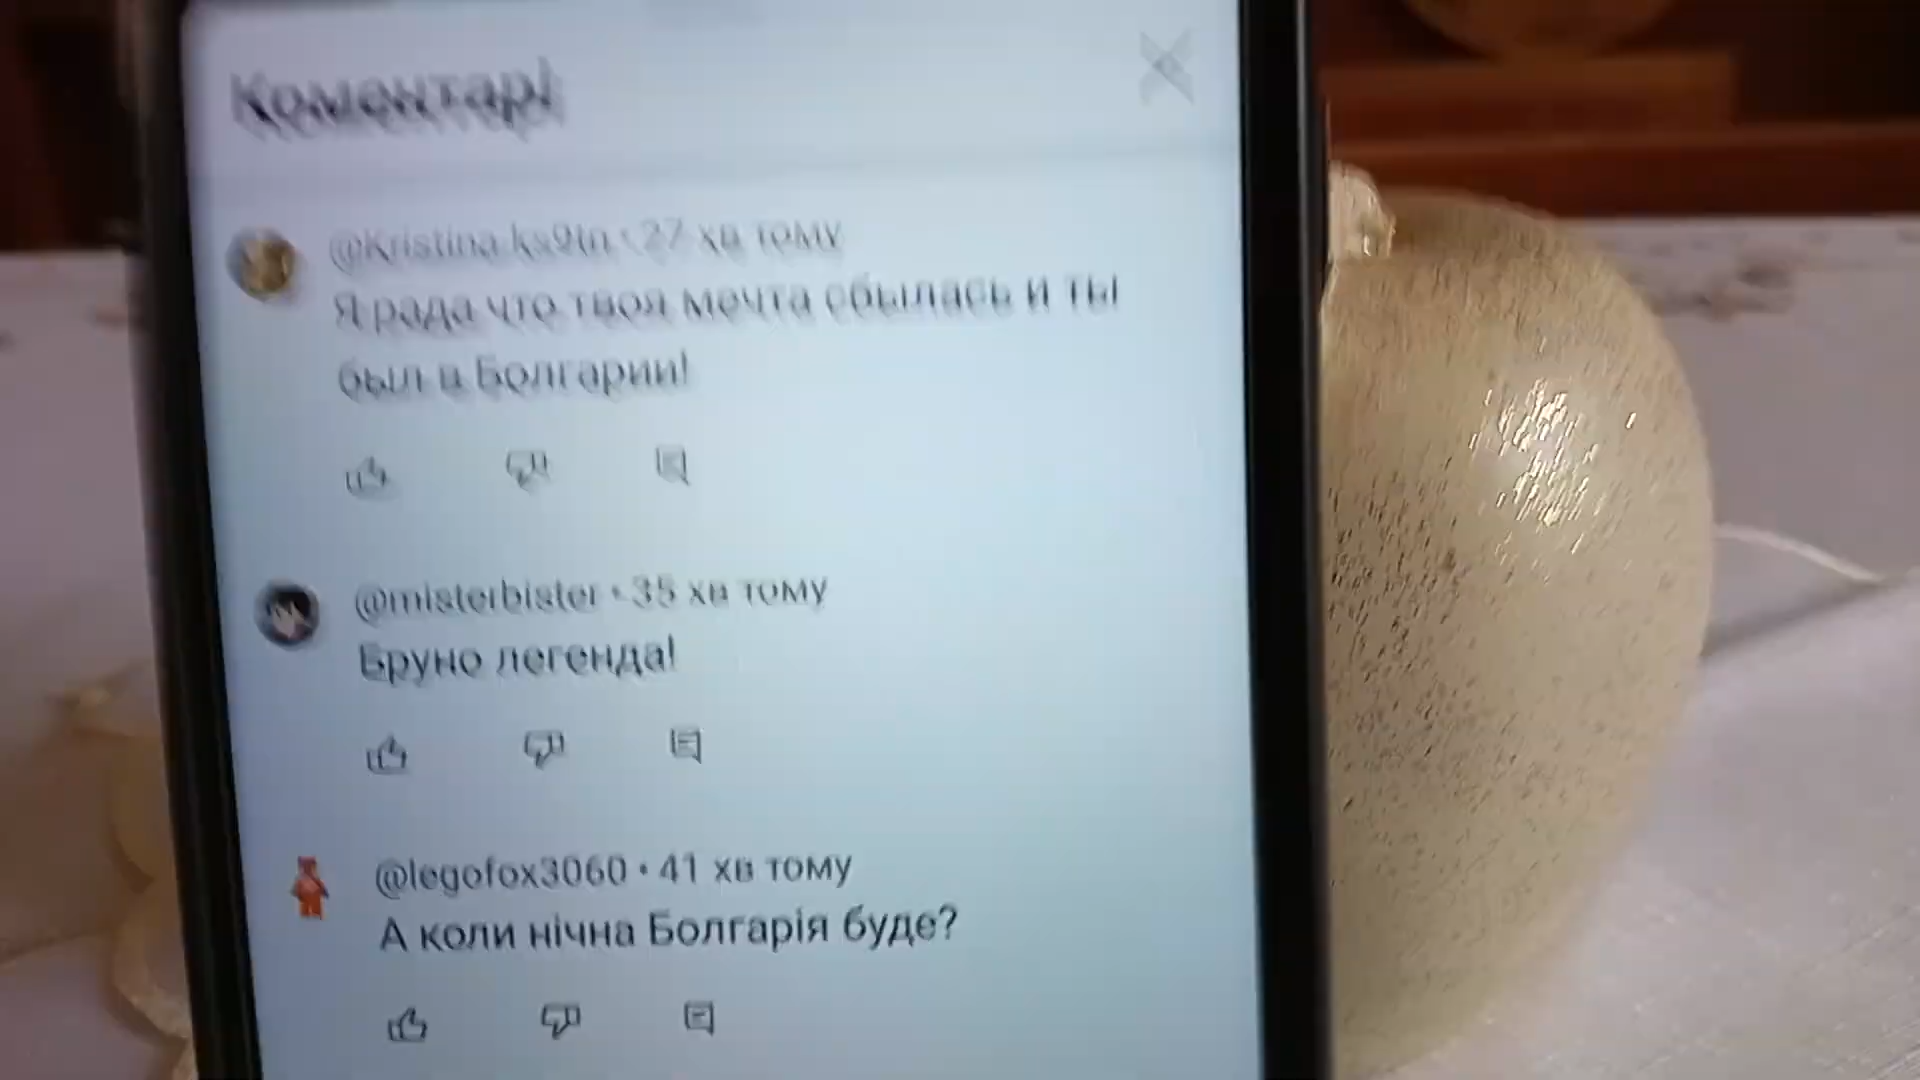 Коментарі
@Kristina.ks9tn • 27 хв тому
Я рада что твоя мечта сбылась и ты
был в Болгарии!
@misterbister • 35 хв тому
Бруно легенда!
@legofox3060 • 41 хв тому
А коли нічна Болгарія буде?